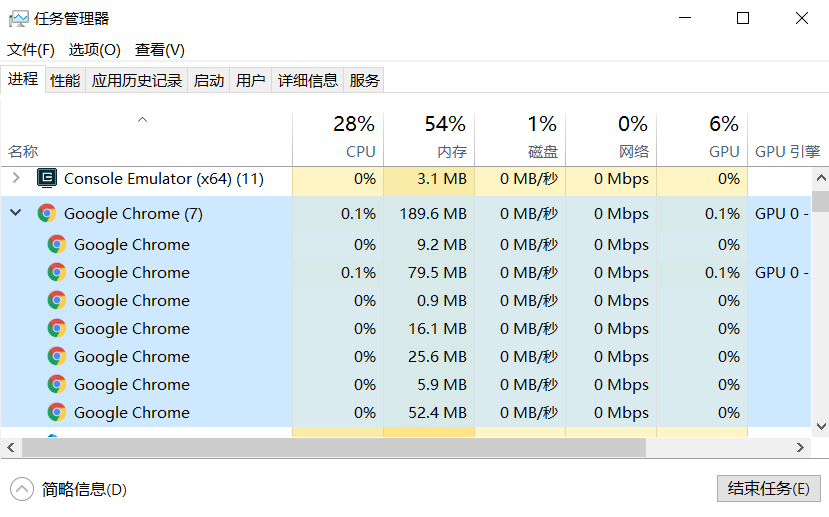 任务管理器
文件(F) 选项(O) 查看(V)
进程 性能 应用历史记录 启动 用户 详细信息 服务
28% 54% 1% 0% 6%
名称 CPU 内存 磁盘 网络 GPU GPU 引擎
Console Emulator (x64) (11) 0% 3.1 MB 0 MB/秒 0 Mbps 0%
Google Chrome (7) 0.1% 189.6 MB 0 MB/秒 0 Mbps 0.1% GPU 0 -
Google Chrome 0% 9.2 MB 0 MB/秒 0 Mbps 0%
Google Chrome 0.1% 79.5 MB 0 MB/秒 0 Mbps 0.1% GPU 0 -
Google Chrome 0% 0.9 MB 0 MB/秒 0 Mbps 0%
Google Chrome 0% 16.1 MB 0 MB/秒 0 Mbps 0%
Google Chrome 0% 25.6 MB 0 MB/秒 0 Mbps 0%
Google Chrome 0% 5.9 MB 0 MB/秒 0 Mbps 0%
Google Chrome 0% 52.4 MB 0 MB/秒 0 Mbps 0%
简略信息(D) 结束任务(E)